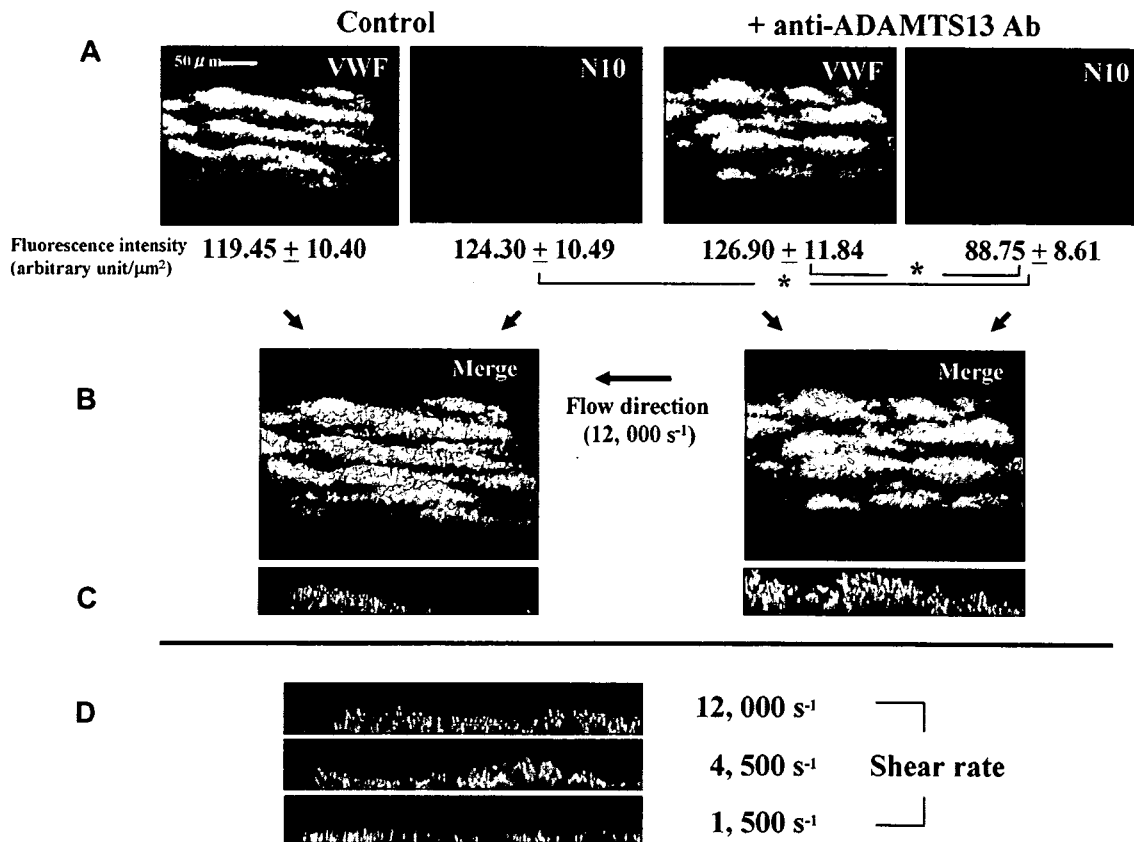 Control
+ anti-ADAMTS13 Ab
A
50 μm
VWF
N10
VWF
N10
Fluorescence intensity
(arbitrary unit/μm²)
119.45 ± 10.40
124.30 ± 10.49
126.90 ± 11.84
88.75 ± 8.61
*
*
B
Merge
Merge
Flow direction
(12, 000 s⁻¹)
C
D
12, 000 s⁻¹
4, 500 s⁻¹
Shear rate
1, 500 s⁻¹